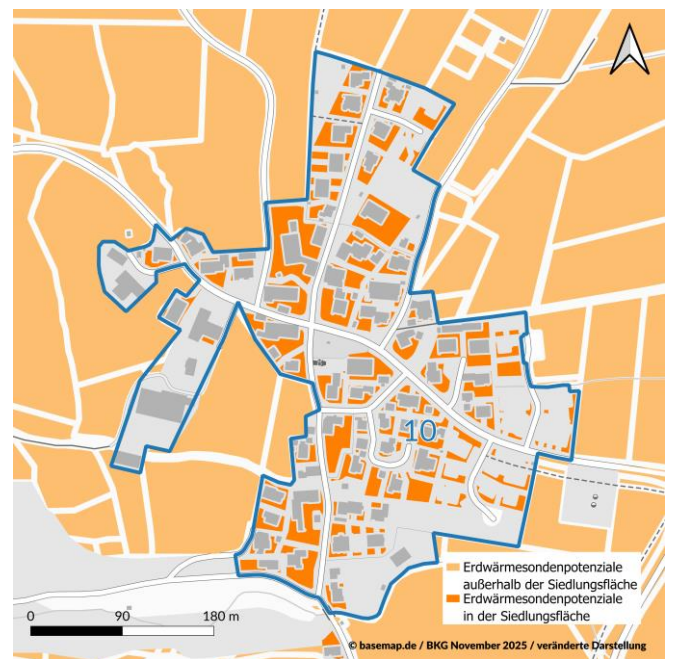 10
Erdwärmesondenpotenziale
außerhalb der Siedlungsfläche
Erdwärmesondenpotenziale
in der Siedlungsfläche
0 90 180 m
© basemap.de / BKG November 2025 / veränderte Darstellung